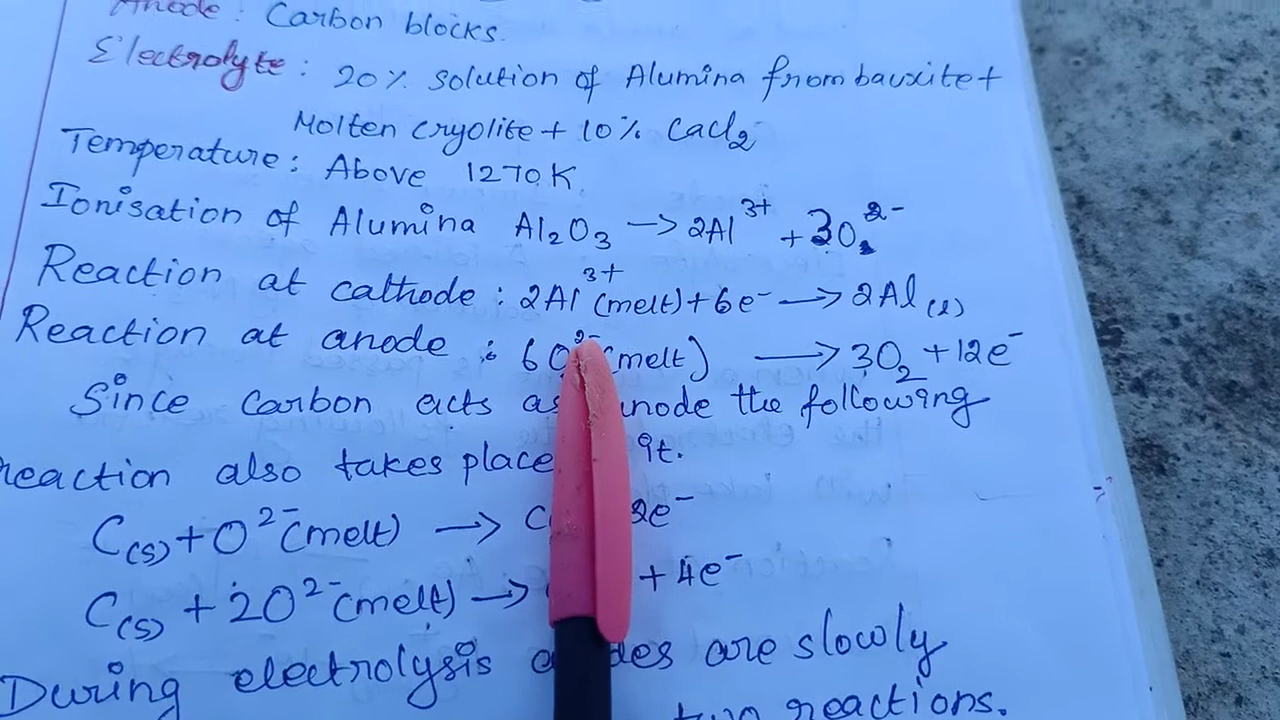 Anode: Carbon blocks.
Electrolyte: 20% solution of Alumina from bauxite +
Molten cryolite + 10% CaCl₂
Temperature: Above 1270K
Ionisation of Alumina Al₂O₃ → 2Al³⁺ + 3O²⁻
Reaction at cathode: 2Al³⁺(melt) + 6e⁻ → 2Al(l)
Reaction at anode: 6O²⁻(melt) → 3O₂ + 12e⁻
Since carbon acts as anode the following
reaction also takes place it.
C(s) + O²⁻(melt) → 2e⁻
C(s) + 2O²⁻(melt) → + 4e⁻
During electrolysis are slowly
two reactions.